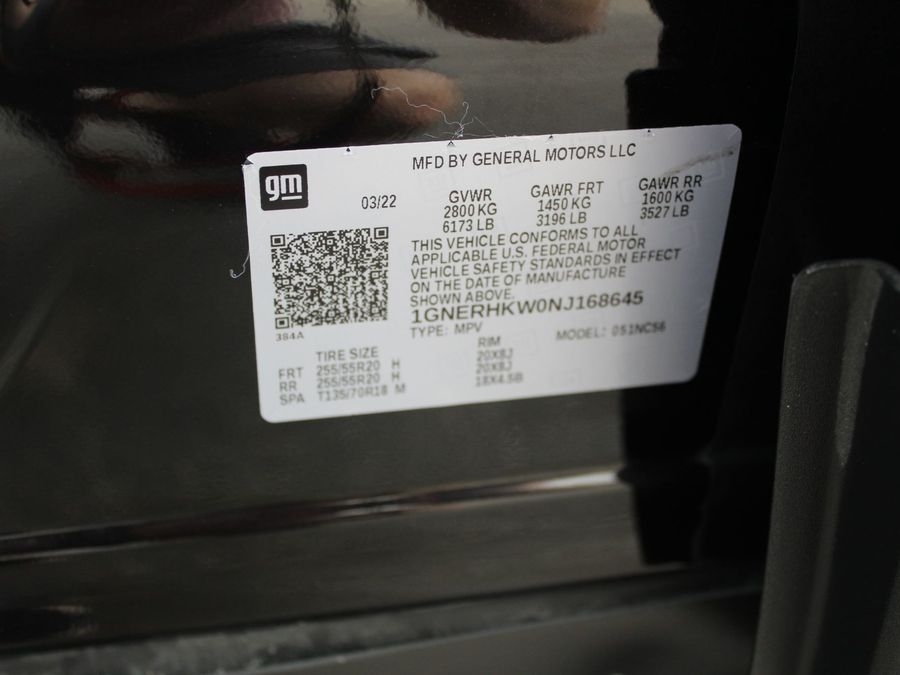 MFD BY GENERAL MOTORS LLC
gm
03/22
GVWR
2800 KG
6173 LB
GAWR FRT
1450 KG
3196 LB
GAWR RR
1600 KG
3527 LB
THIS VEHICLE CONFORMS TO ALL
APPLICABLE U.S. FEDERAL MOTOR
VEHICLE SAFETY STANDARDS IN EFFECT
ON THE DATE OF MANUFACTURE
SHOWN ABOVE.
1GNERHKW0NJ168645
TYPE: MPV MODEL: 0S1NC56
384A
TIRE SIZE RIM
FRT 255/55R20 H 20X8J
RR 255/55R20 H 20X8J
SPA T135/70R18 M 18X4.5B